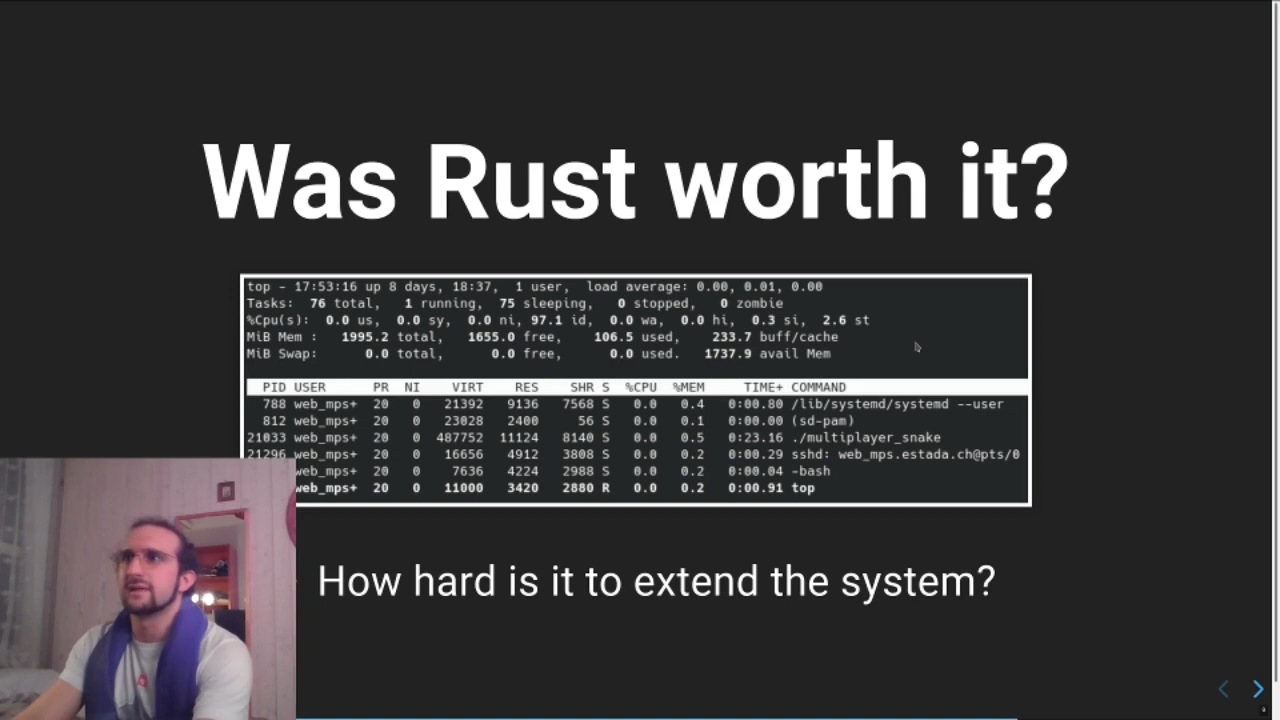 Was Rust worth it?
top - 17:53:16 up 8 days, 18:37,  1 user,  load average: 0.00, 0.01, 0.00
Tasks:  76 total,   1 running,  75 sleeping,   0 stopped,   0 zombie
%Cpu(s):  0.0 us,  0.0 sy,  0.0 ni, 97.1 id,  0.0 wa,  0.0 hi,  0.3 si,  2.6 st
MiB Mem :   1995.2 total,   1655.0 free,    106.5 used,    233.7 buff/cache
MiB Swap:      0.0 total,      0.0 free,      0.0 used.   1737.9 avail Mem
PID USER      PR  NI    VIRT    RES    SHR S  %CPU  %MEM     TIME+ COMMAND
788 web_mps+  20   0   21392   9136   7568 S   0.0   0.4   0:00.80 /lib/systemd/systemd --user
812 web_mps+  20   0   23028   2400     56 S   0.0   0.1   0:00.00 (sd-pam)
21033 web_mps+  20   0  487752  11124   8140 S   0.0   0.5   0:23.16 ./multiplayer_snake
21296 web_mps+  20   0   16656   4912   3808 S   0.0   0.2   0:00.29 sshd: web_mps.estada.ch@pts/0
web_mps+  20   0    7636   4224   2988 S   0.0   0.2   0:00.04 -bash
web_mps+  20   0   11000   3420   2880 R   0.0   0.2   0:00.91 top
How hard is it to extend the system?